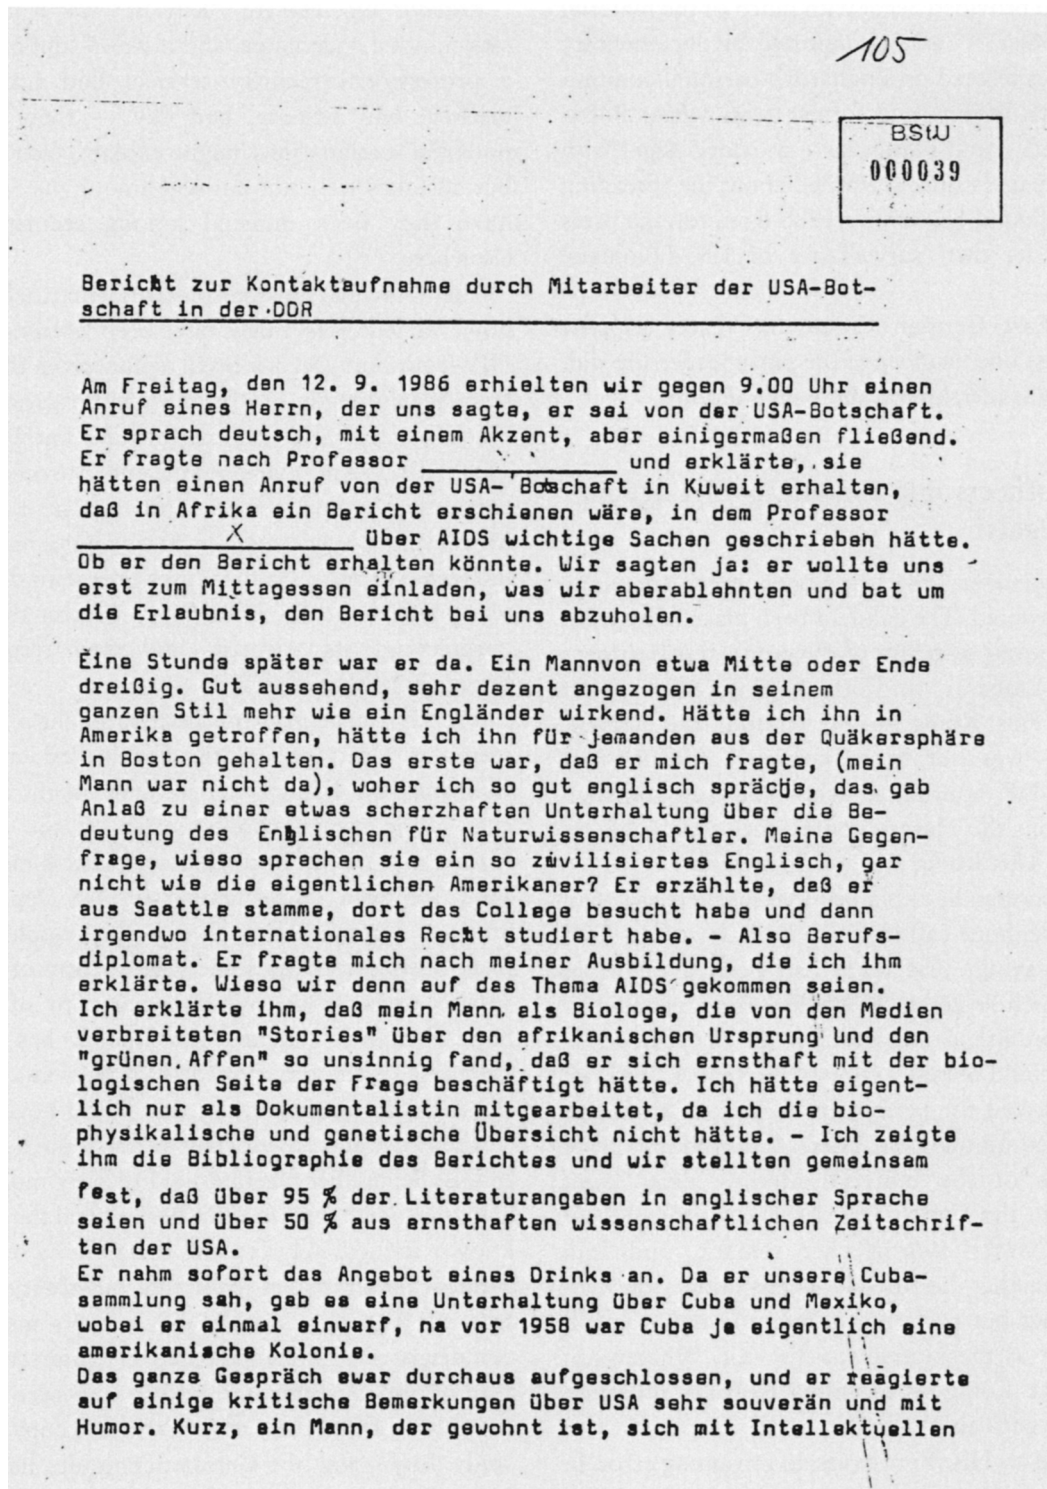 105
BStU
000039
Bericht zur Kontaktaufnahme durch Mitarbeiter der USA-Bot-
schaft in der DDR
Am Freitag, den 12. 9. 1986 erhielten wir gegen 9.00 Uhr einen
Anruf eines Herrn, der uns sagte, er sei von der USA-Botschaft.
Er sprach deutsch, mit einem Akzent, aber einigermaßen fließend.
Er fragte nach Professor ____________ und erklärte, sie
hätten einen Anruf von der USA- Botschaft in Kuweit erhalten,
daß in Afrika ein Bericht erschienen wäre, in dem Professor
X über AIDS wichtige Sachen geschrieben hätte.
Ob er den Bericht erhalten könnte. Wir sagten ja: er wollte uns
erst zum Mittagessen einladen, was wir aberablehnten und bat um
die Erlaubnis, den Bericht bei uns abzuholen.
Eine Stunde später war er da. Ein Mannvon etwa Mitte oder Ende
dreißig. Gut aussehend, sehr dezent angezogen in seinem
ganzen Stil mehr wie ein Engländer wirkend. Hätte ich ihn in
Amerika getroffen, hätte ich ihn für jemanden aus der Quäkersphäre
in Boston gehalten. Das erste war, daß er mich fragte, (mein
Mann war nicht da), woher ich so gut englisch spräche, das gab
Anlaß zu einer etwas scherzhaften Unterhaltung über die Be-
deutung des Englischen für Naturwissenschaftler. Meine Gegen-
frage, wieso sprechen sie ein so zivilisiertes Englisch, gar
nicht wie die eigentlichen Amerikaner? Er erzählte, daß er
aus Seattle stamme, dort das College besucht habe und dann
irgendwo internationales Recht studiert habe. - Also Berufs-
diplomat. Er fragte mich nach meiner Ausbildung, die ich ihm
erklärte. Wieso wir denn auf das Thema AIDS gekommen seien.
Ich erklärte ihm, daß mein Mann als Biologe, die von den Medien
verbreiteten "Stories" über den afrikanischen Ursprung und den
"grünen Affen" so unsinnig fand, daß er sich ernsthaft mit der bio-
logischen Seite der Frage beschäftigt hätte. Ich hätte eigent-
lich nur als Dokumentalistin mitgearbeitet, da ich die bio-
physikalische und genetische Übersicht nicht hätte. - Ich zeigte
ihm die Bibliographie des Berichtes und wir stellten gemeinsam
fest, daß über 95 % der Literaturangaben in englischer Sprache
seien und über 50 % aus ernsthaften wissenschaftlichen Zeitschrif-
ten der USA.
Er nahm sofort das Angebot eines Drinks an. Da er unsere Cuba-
sammlung sah, gab es eine Unterhaltung über Cuba und Mexiko,
wobei er einmal einwarf, na vor 1958 war Cuba ja eigentlich eine
amerikanische Kolonie.
Das ganze Gespräch ewar durchaus aufgeschlossen, und er reagierte
auf einige kritische Bemerkungen über USA sehr souverän und mit
Humor. Kurz, ein Mann, der gewohnt ist, sich mit Intellektuellen